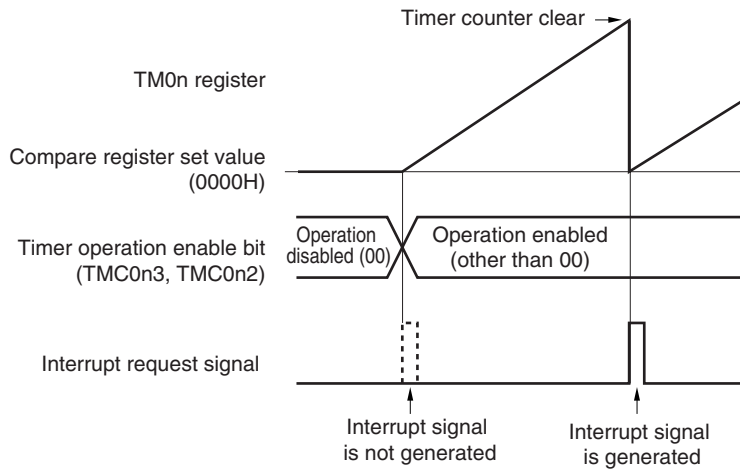 Timer counter clear
TM0n register
Compare register set value
(0000H)
Timer operation enable bit
(TMC0n3, TMC0n2)
Operation
disabled (00)
Operation enabled
(other than 00)
Interrupt request signal
Interrupt signal
is not generated
Interrupt signal
is generated